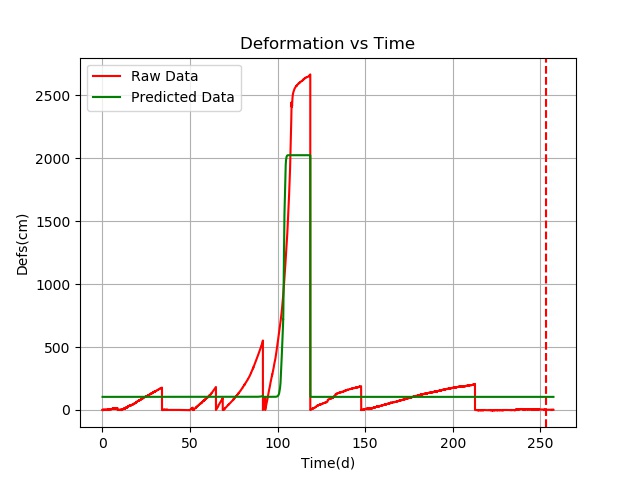 Deformation vs Time
Raw Data
Predicted Data
Defs(cm)
2500
2000
1500
1000
500
0
0 50 100 150 200 250
Time(d)